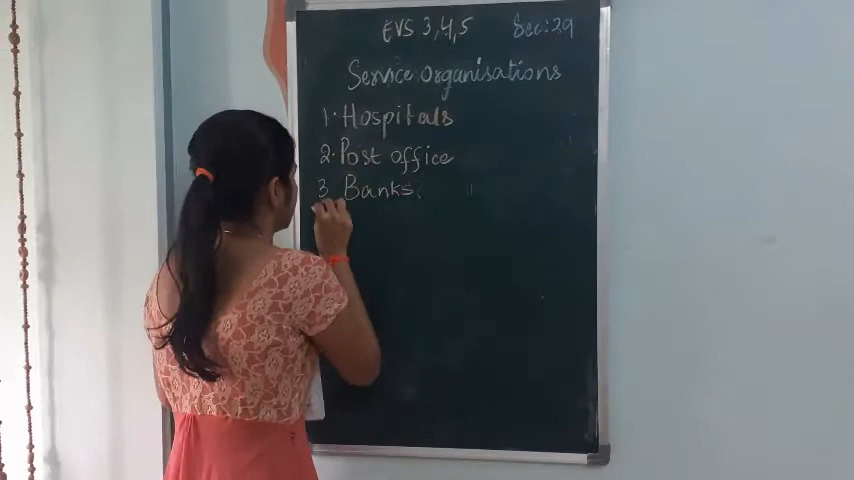 EVS 3,4,5 Sec: 29
Service Organisations
1. Hospitals
2. Post office
3 Banks.